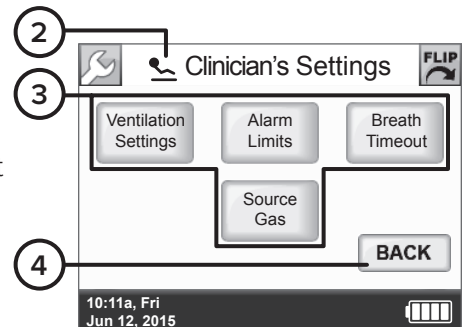 2
Clinician's Settings
FLIP
3
Ventilation
Settings
Alarm
Limits
Breath
Timeout
t
Source
Gas
4
BACK
10:11a, Fri
Jun 12, 2015